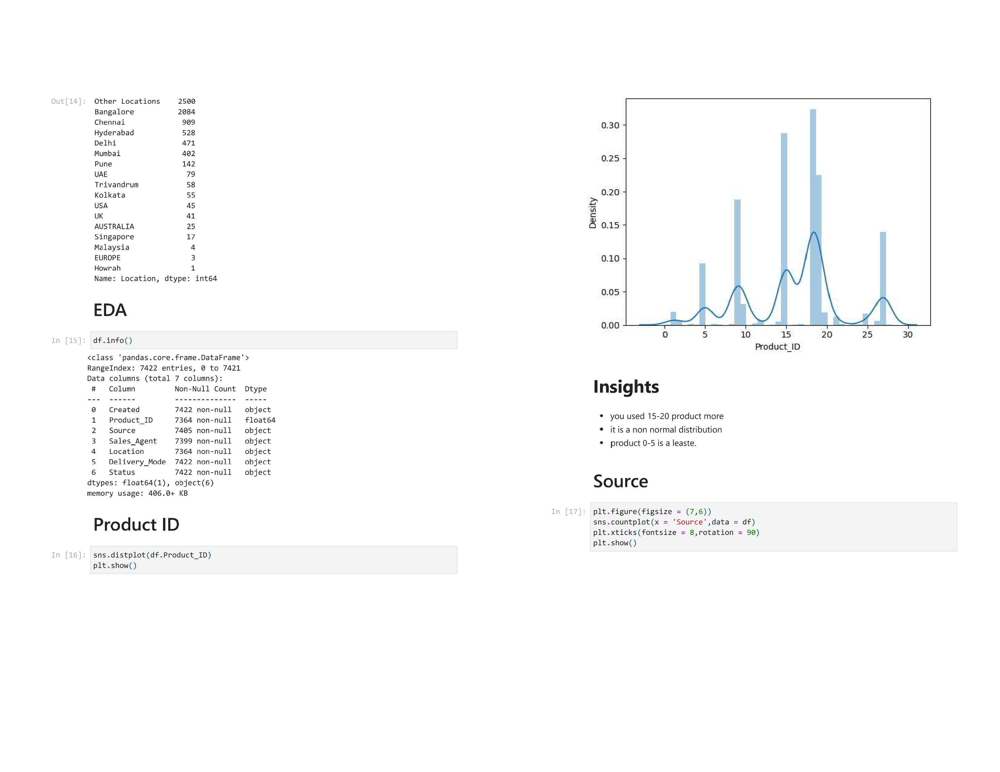 Out[14]: Other Locations    2500
Bangalore          2084
Chennai             909
Hyderabad           528
Delhi               471
Mumbai              402
Pune                142
UAE                  79
Trivandrum           58
Kolkata              55
USA                  45
UK                   41
AUSTRALIA            25
Singapore            17
Malaysia              4
EUROPE                3
Howrah                1
Name: Location, dtype: int64
EDA
In [15]: df.info()
<class 'pandas.core.frame.DataFrame'>
RangeIndex: 7422 entries, 0 to 7421
Data columns (total 7 columns):
#   Column         Non-Null Count  Dtype
---  ------         --------------  -----
0   Created        7422 non-null   object
1   Product_ID     7364 non-null   float64
2   Source         7405 non-null   object
3   Sales_Agent    7399 non-null   object
4   Location       7364 non-null   object
5   Delivery_Mode  7422 non-null   object
6   Status         7422 non-null   object
dtypes: float64(1), object(6)
memory usage: 406.0+ KB
Product ID
In [16]: sns.distplot(df.Product_ID)
plt.show()
0.30
0.25
0.20
0.15
0.10
0.05
0.00
Density
0 5 10 15 20 25 30
Product_ID
Insights
• you used 15-20 product more
• it is a non normal distribution
• product 0-5 is a leaste.
Source
In [17]: plt.figure(figsize = (7,6))
sns.countplot(x = 'Source',data = df)
plt.xticks(fontsize = 8,rotation = 90)
plt.show()